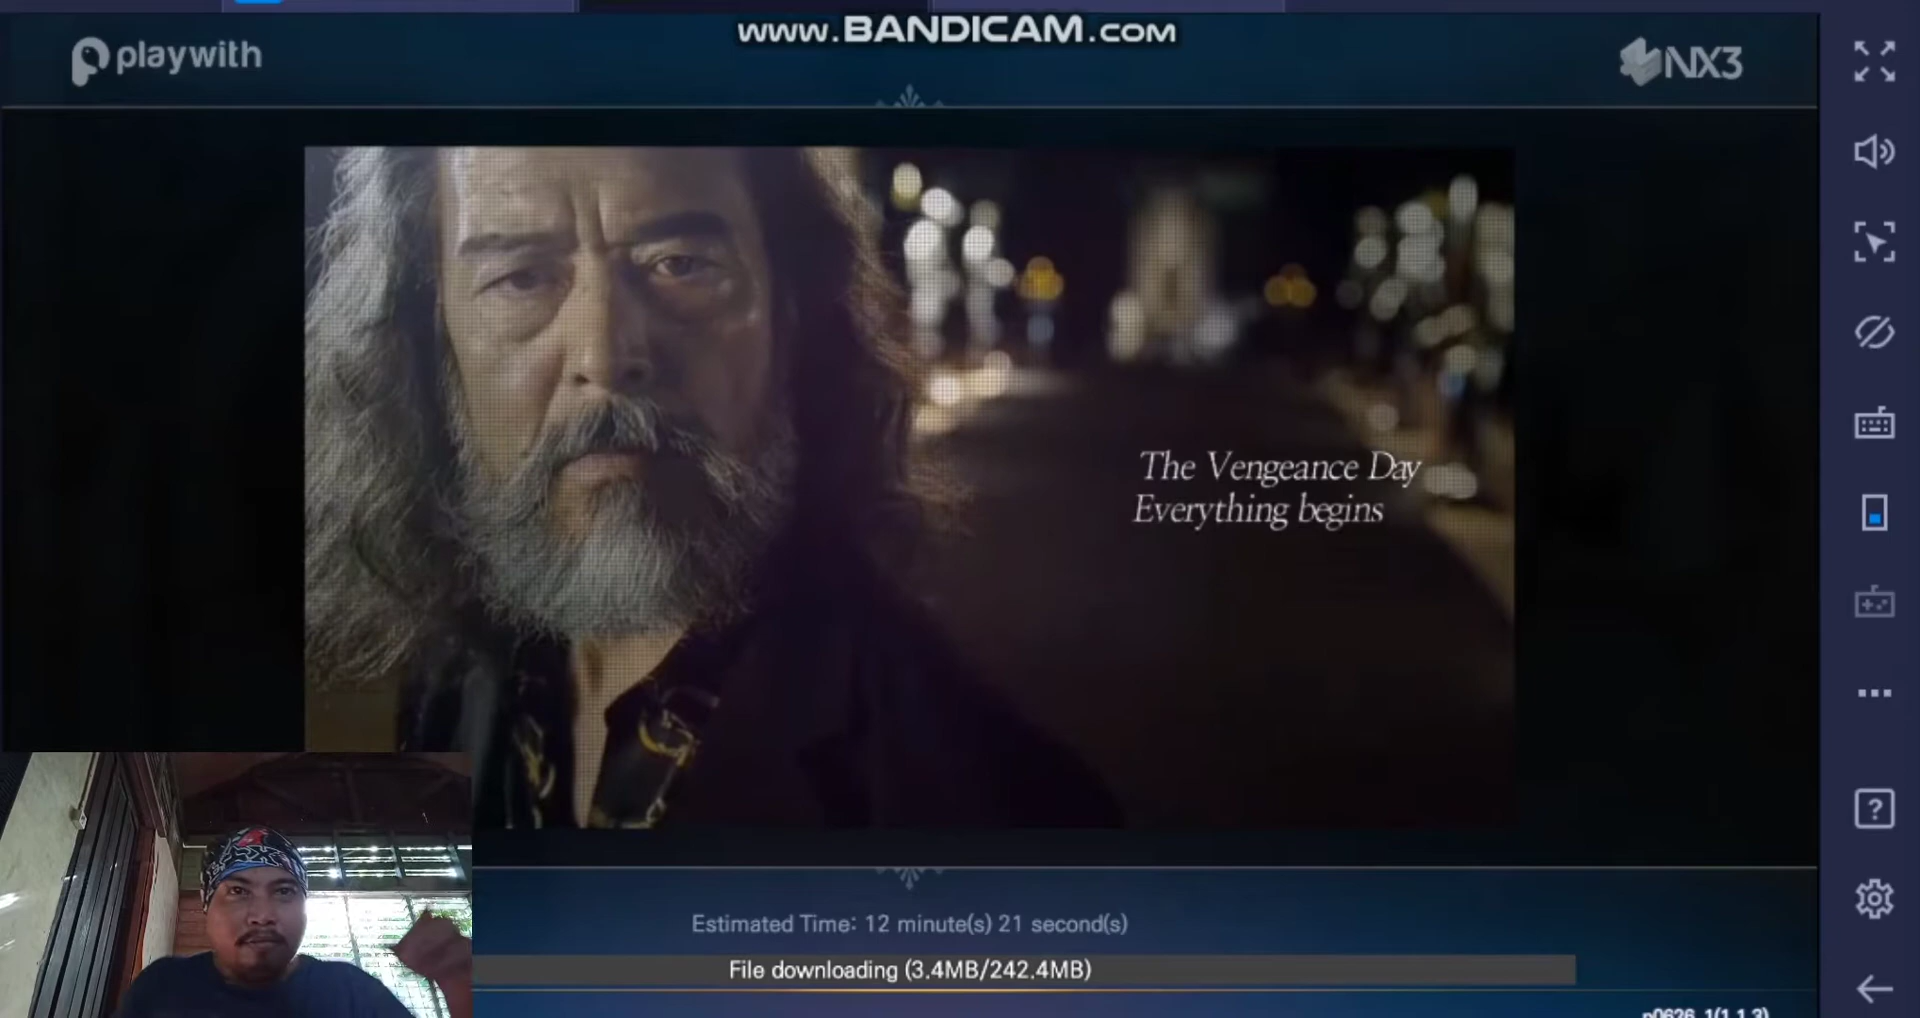 www.BANDICAM.com
playwith
NX3
The Vengeance Day
Everything begins
Estimated Time: 12 minute(s) 21 second(s)
File downloading (3.4MB/242.4MB)